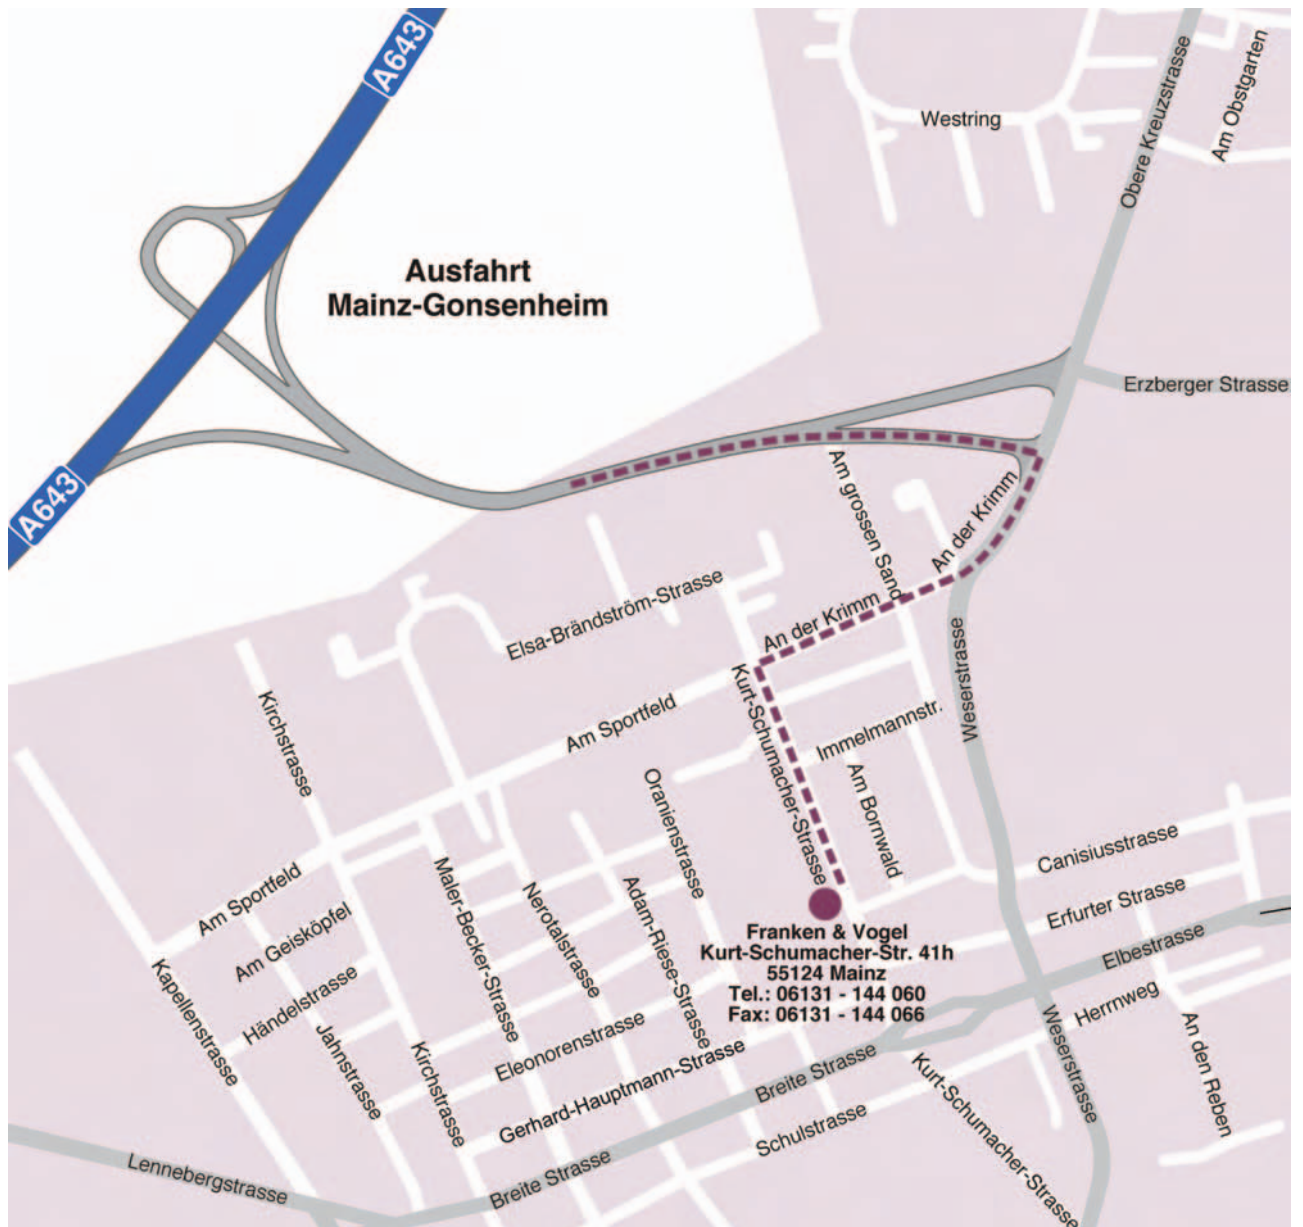 A643
Westring
Obere Kreuzstrasse
Am Obstgarten
Ausfahrt
Mainz-Gonsenheim
Erzberger Strasse
A643
Am grossen Sand
An der Krimm
Elsa-Brändström-Strasse
An der Krimm
Kirchstrasse
Am Sportfeld
Kurt-Schumacher-Strasse
Immelmannstr.
Weserstrasse
Oranienstrasse
Am Bornwald
Canisiusstrasse
Am Sportfeld
Am Geisköpfel
Maler-Becker-Strasse
Nerotalstrasse
Adam-Riese-Strasse
Erfurter Strasse
Elbestrasse
Franken & Vogel
Kurt-Schumacher-Str. 41h
55124 Mainz
Tel.: 06131 - 144 060
Fax: 06131 - 144 066
Kapellenstrasse
Händelstrasse
Jahnstrasse
Kirchstrasse
Eleonorenstrasse
Gerhard-Hauptmann-Strasse
Breite Strasse
Herrnweg
Weserstrasse
An den Reben
Schulstrasse
Kurt-Schumacher-Strasse
Lennebergstrasse
Breite Strasse